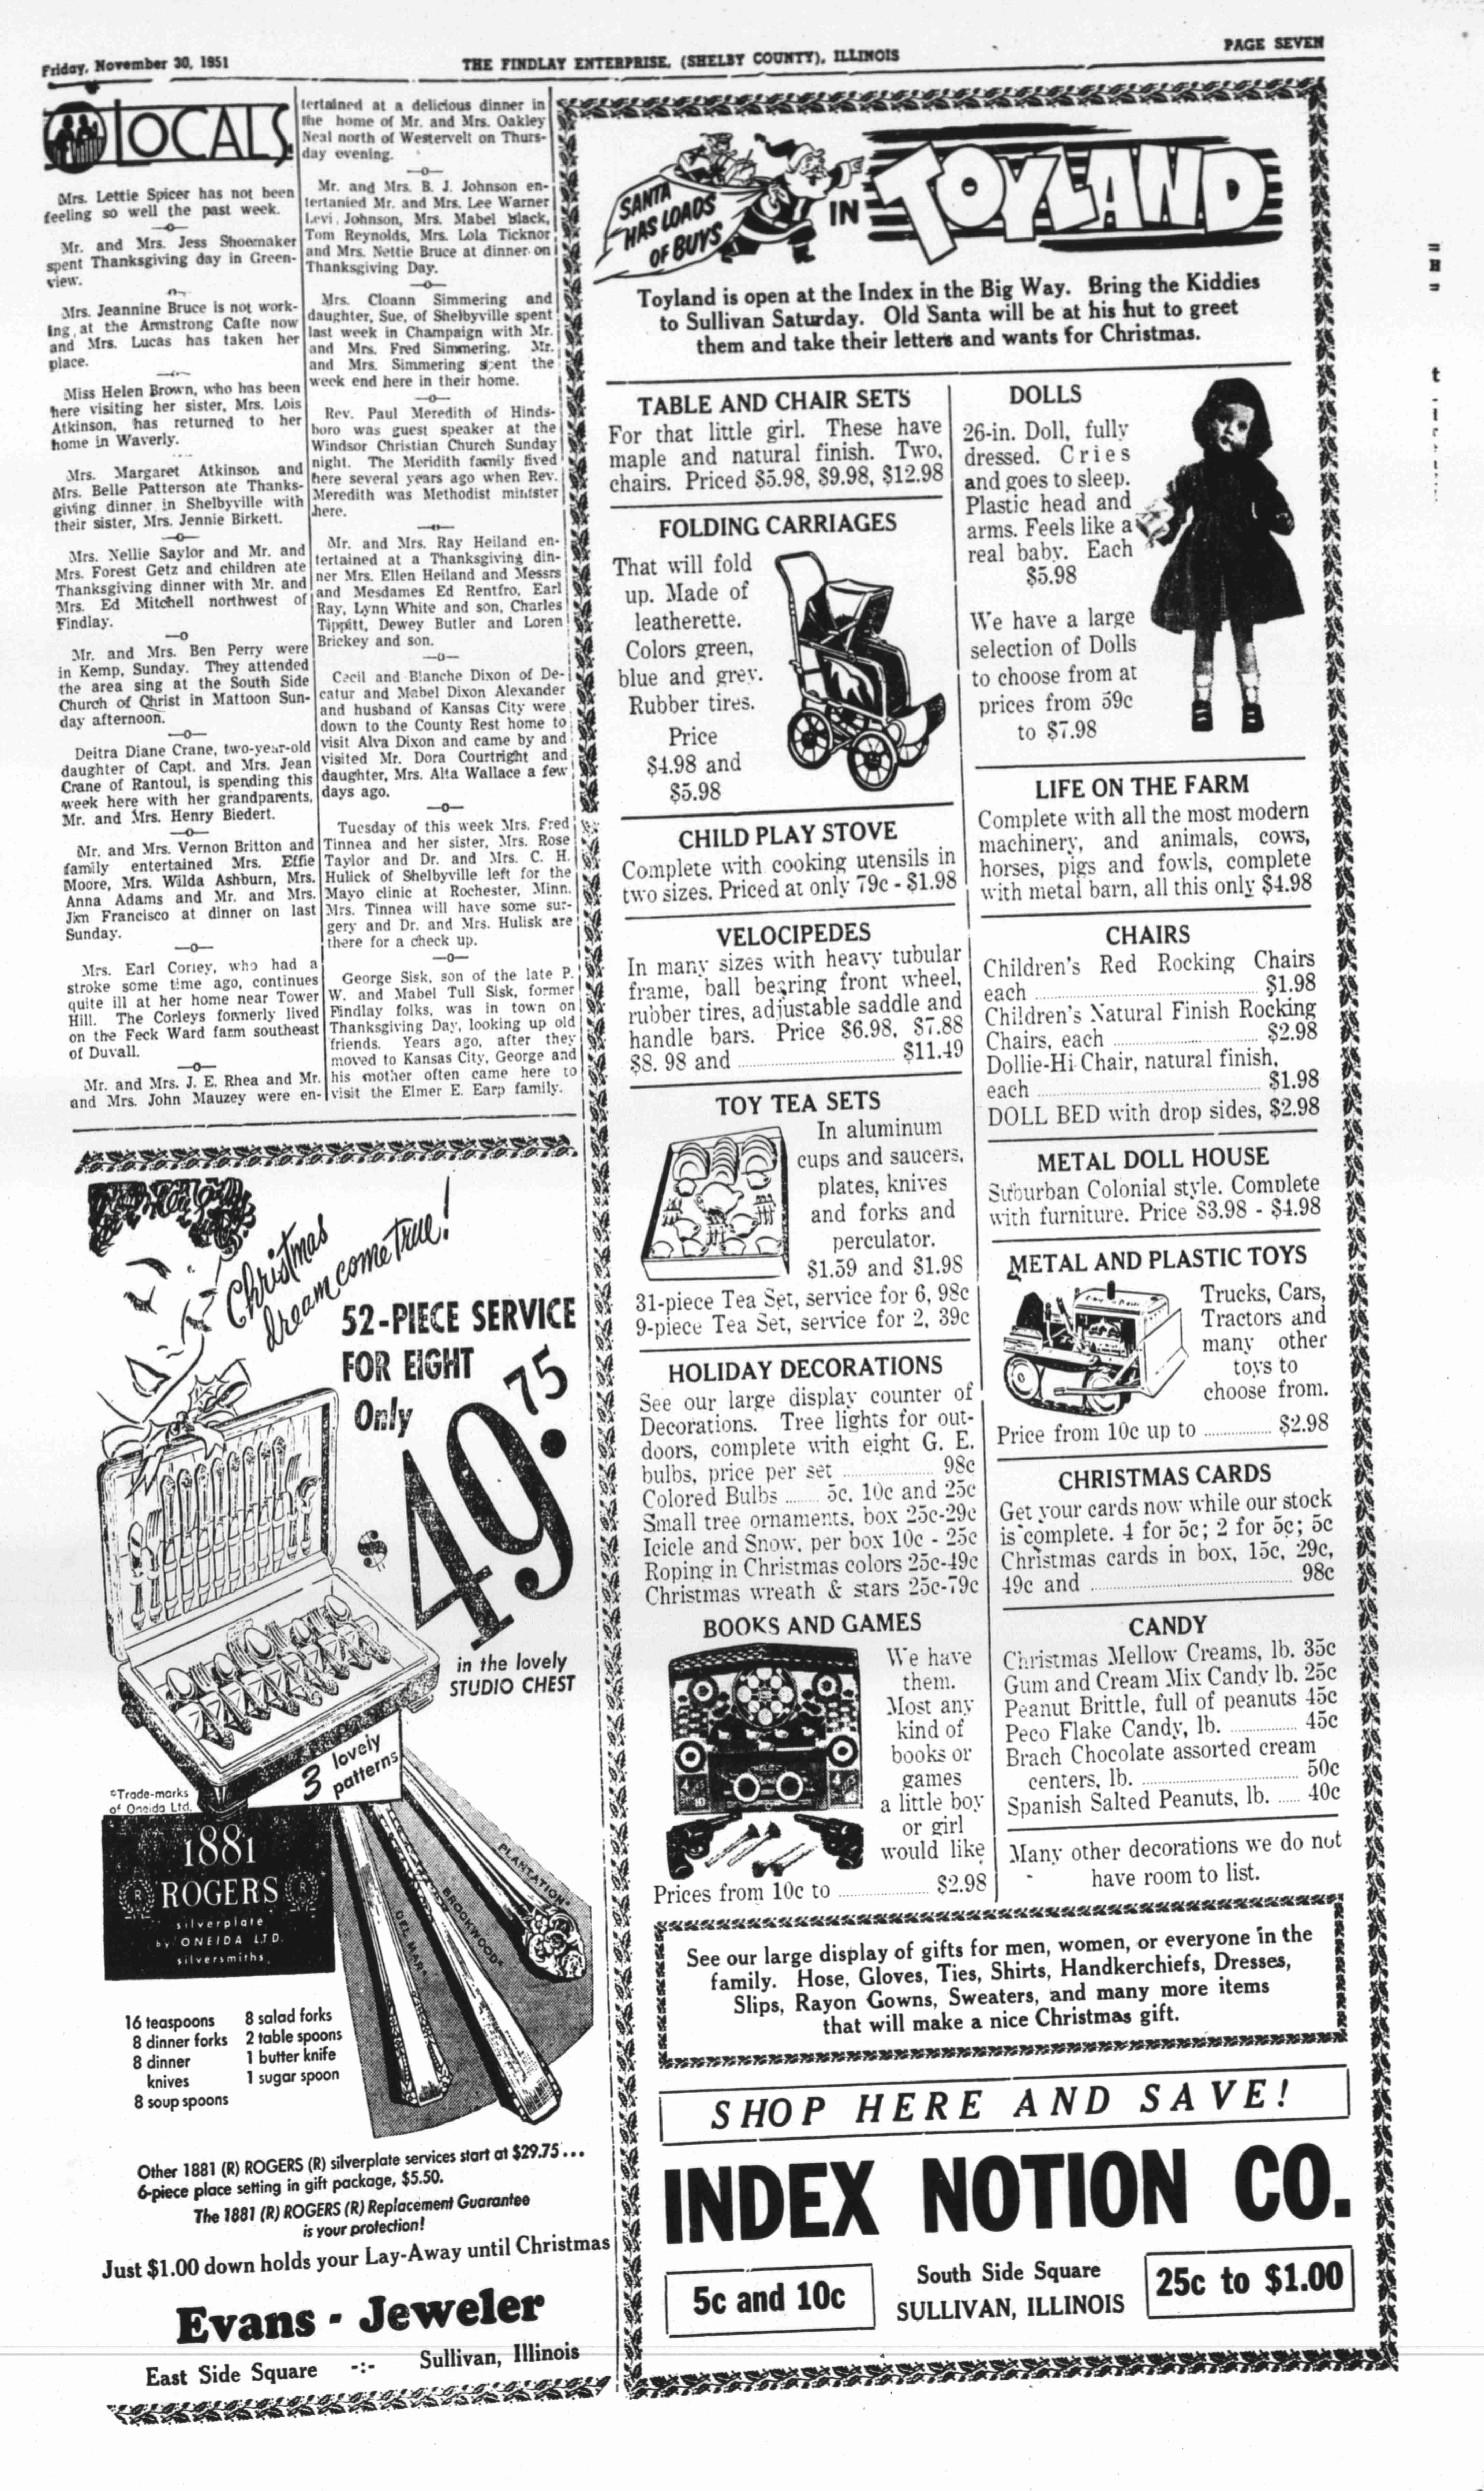 Friday, November 30, 1951
THE FINDLAY ENTERPRISE, (SHELBY COUNTY), ILLINOIS
PAGE SEVEN
LOCALS
Mrs. Lettie Spicer has not been
feeling so well the past week.
—o—
Mr. and Mrs. Jess Shoemaker
spent Thanksgiving day in Green-
view.
Mrs. Jeannine Bruce is not work-
ing at the Armstrong Cafte now
and Mrs. Lucas has taken her
place.
Miss Helen Brown, who has been
here visiting her sister, Mrs. Lois
Atkinson, has returned to her
home in Waverly.
Mrs. Margaret Atkinson and
Mrs. Belle Patterson ate Thanks-
giving dinner in Shelbyville with
their sister, Mrs. Jennie Birkett.
—o—
Mrs. Nellie Saylor and Mr. and
Mrs. Forest Getz and children ate
Thanksgiving dinner with Mr. and
Mrs. Ed Mitchell northwest of
Findlay.
—o
Mr. and Mrs. Ben Perry were
in Kemp, Sunday. They attended
the area sing at the South Side
Church of Christ in Mattoon Sun-
day afternoon.
—o—
Deitra Diane Crane, two-year-old
daughter of Capt. and Mrs. Jean
Crane of Rantoul, is spending this
week here with her grandparents,
Mr. and Mrs. Henry Biedert.
—o—
Mr. and Mrs. Vernon Britton and
family entertained Mrs. Effie
Moore, Mrs. Wilda Ashburn, Mrs.
Anna Adams and Mr. and Mrs.
Jim Francisco at dinner on last
Sunday.
—o—
Mrs. Earl Corley, who had a
stroke some time ago, continues
quite ill at her home near Tower
Hill. The Corleys formerly lived
on the Feck Ward farm southeast
of Duvall.
—o—
Mr. and Mrs. J. E. Rhea and Mr.
and Mrs. John Mauzey were en-
tertained at a delicious dinner in
the home of Mr. and Mrs. Oakley
Neal north of Westervelt on Thurs-
day evening.
—o—
Mr. and Mrs. B. J. Johnson en-
tertanied Mr. and Mrs. Lee Warner
Levi Johnson, Mrs. Mabel Black,
Tom Reynolds, Mrs. Lola Ticknor
and Mrs. Nettie Bruce at dinner on
Thanksgiving Day.
—o—
Mrs. Cloann Simmering and
daughter, Sue, of Shelbyville spent
last week in Champaign with Mr.
and Mrs. Fred Simmering. Mr.
and Mrs. Simmering spent the
week end here in their home.
—o—
Rev. Paul Meredith of Hinds-
boro was guest speaker at the
Windsor Christian Church Sunday
night. The Meridith family lived
here several years ago when Rev.
Meredith was Methodist minister
here.
—o—
Mr. and Mrs. Ray Heiland en-
tertained at a Thanksgiving din-
ner Mrs. Ellen Heiland and Messrs
and Mesdames Ed Rentfro, Earl
Ray, Lynn White and son, Charles
Tippitt, Dewey Butler and Loren
Brickey and son.
—o—
Cecil and Blanche Dixon of De-
catur and Mabel Dixon Alexander
and husband of Kansas City were
down to the County Rest home to
visit Alva Dixon and came by and
visited Mr. Dora Courtright and
daughter, Mrs. Alta Wallace a few
days ago.
—o—
Tuesday of this week Mrs. Fred
Tinnea and her sister, Mrs. Rose
Taylor and Dr. and Mrs. C. H.
Hulick of Shelbyville left for the
Mayo clinic at Rochester, Minn.
Mrs. Tinnea will have some sur-
gery and Dr. and Mrs. Hulisk are
there for a check up.
—o—
George Sisk, son of the late P.
W. and Mabel Tull Sisk, former
Findlay folks, was in town on
Thanksgiving Day, looking up old
friends. Years ago, after they
moved to Kansas City, George and
his mother often came here to
visit the Elmer E. Earp family.
Christmas
dream come true!
52-PIECE SERVICE
FOR EIGHT
Only
$49.75
in the lovely
STUDIO CHEST
3 lovely
patterns
©Trade-marks
of Oneida Ltd.
1881
R ROGERS R
silverplate
by ONEIDA LTD.
silversmiths
DEL MAR*
BROOKWOOD*
PLANTATION*
16 teaspoons
8 dinner forks
8 dinner
knives
8 soup spoons
8 salad forks
2 table spoons
1 butter knife
1 sugar spoon
Other 1881 (R) ROGERS (R) silverplate services start at $29.75...
6-piece place setting in gift package, $5.50.
The 1881 (R) ROGERS (R) Replacement Guarantee
is your protection!
Just $1.00 down holds your Lay-Away until Christmas
Evans - Jeweler
East Side Square -:- Sullivan, Illinois
SANTA
HAS LOADS
OF BUYS
IN TOYLAND
Toyland is open at the Index in the Big Way. Bring the Kiddies
to Sullivan Saturday. Old Santa will be at his hut to greet
them and take their letters and wants for Christmas.
TABLE AND CHAIR SETS
For that little girl. These have
maple and natural finish. Two.
chairs. Priced $5.98, $9.98, $12.98
FOLDING CARRIAGES
That will fold
up. Made of
leatherette.
Colors green,
blue and grey.
Rubber tires.
Price
$4.98 and
$5.98
CHILD PLAY STOVE
Complete with cooking utensils in
two sizes. Priced at only 79c - $1.98
VELOCIPEDES
In many sizes with heavy tubular
frame, ball bearing front wheel,
rubber tires, adjustable saddle and
handle bars. Price $6.98, $7.88
$8. 98 and ........ $11.49
TOY TEA SETS
In aluminum
cups and saucers,
plates, knives
and forks and
perculator.
$1.59 and $1.98
31-piece Tea Set, service for 6, 98c
9-piece Tea Set, service for 2, 39c
HOLIDAY DECORATIONS
See our large display counter of
Decorations. Tree lights for out-
doors, complete with eight G. E.
bulbs, price per set ........ 98c
Colored Bulbs ........ 5c, 10c and 25c
Small tree ornaments, box 25c-29c
Icicle and Snow, per box 10c - 25c
Roping in Christmas colors 25c-49c
Christmas wreath & stars 25c-79c
BOOKS AND GAMES
We have
them.
Most any
kind of
books or
games
a little boy
or girl
would like
Prices from 10c to ........ $2.98
DOLLS
26-in. Doll, fully
dressed. Cries
and goes to sleep.
Plastic head and
arms. Feels like a
real baby. Each
$5.98
We have a large
selection of Dolls
to choose from at
prices from 59c
to $7.98
LIFE ON THE FARM
Complete with all the most modern
machinery, and animals, cows,
horses, pigs and fowls, complete
with metal barn, all this only $4.98
CHAIRS
Children's Red Rocking Chairs
each ........ $1.98
Children's Natural Finish Rocking
Chairs, each ........ $2.98
Dollie-Hi Chair, natural finish,
each ........ $1.98
DOLL BED with drop sides, $2.98
METAL DOLL HOUSE
Suburban Colonial style. Complete
with furniture. Price $3.98 - $4.98
METAL AND PLASTIC TOYS
Trucks, Cars,
Tractors and
many other
toys to
choose from.
Price from 10c up to ........ $2.98
CHRISTMAS CARDS
Get your cards now while our stock
is complete. 4 for 5c; 2 for 5c; 5c
Christmas cards in box, 15c, 29c,
49c and ........ 98c
CANDY
Christmas Mellow Creams, lb. 35c
Gum and Cream Mix Candy lb. 25c
Peanut Brittle, full of peanuts 45c
Peco Flake Candy, lb. ........ 45c
Brach Chocolate assorted cream
centers, lb. ........ 50c
Spanish Salted Peanuts, lb. ..... 40c
Many other decorations we do not
have room to list.
See our large display of gifts for men, women, or everyone in the
family. Hose, Gloves, Ties, Shirts, Handkerchiefs, Dresses,
Slips, Rayon Gowns, Sweaters, and many more items
that will make a nice Christmas gift.
SHOP HERE AND SAVE!
INDEX NOTION CO.
5c and 10c
South Side Square
SULLIVAN, ILLINOIS
25c to $1.00